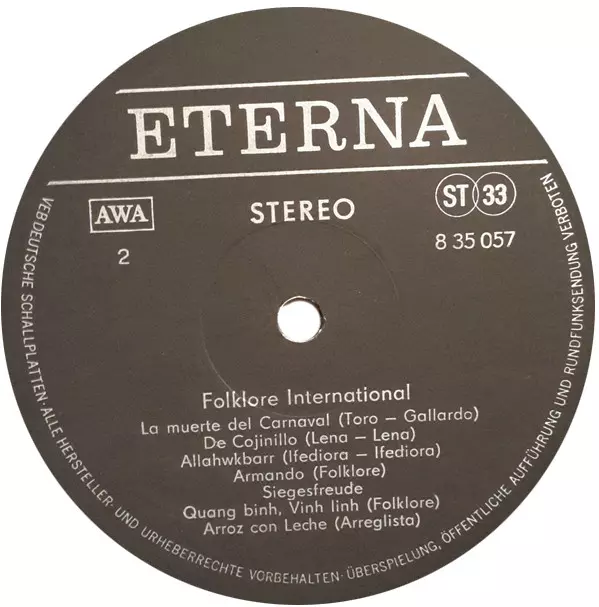 ETERNA
AWA
STEREO
ST 33
2
8 35 057
Folklore International
La muerte del Carnaval (Toro – Gallardo)
De Cojinillo (Lena – Lena)
Allahwkbarr (Ifediora – Ifediora)
Armando (Folklore)
Siegesfreude
Quang binh, Vinh linh (Folklore)
Arroz con Leche (Arreglista)
VEB DEUTSCHE SCHALLPLATTEN · ALLE HERSTELLER- UND URHEBERRECHTE VORBEHALTEN · ÜBERSPIELUNG, ÖFFENTLICHE AUFFÜHRUNG UND RUNDFUNKSENDUNG VERBOTEN